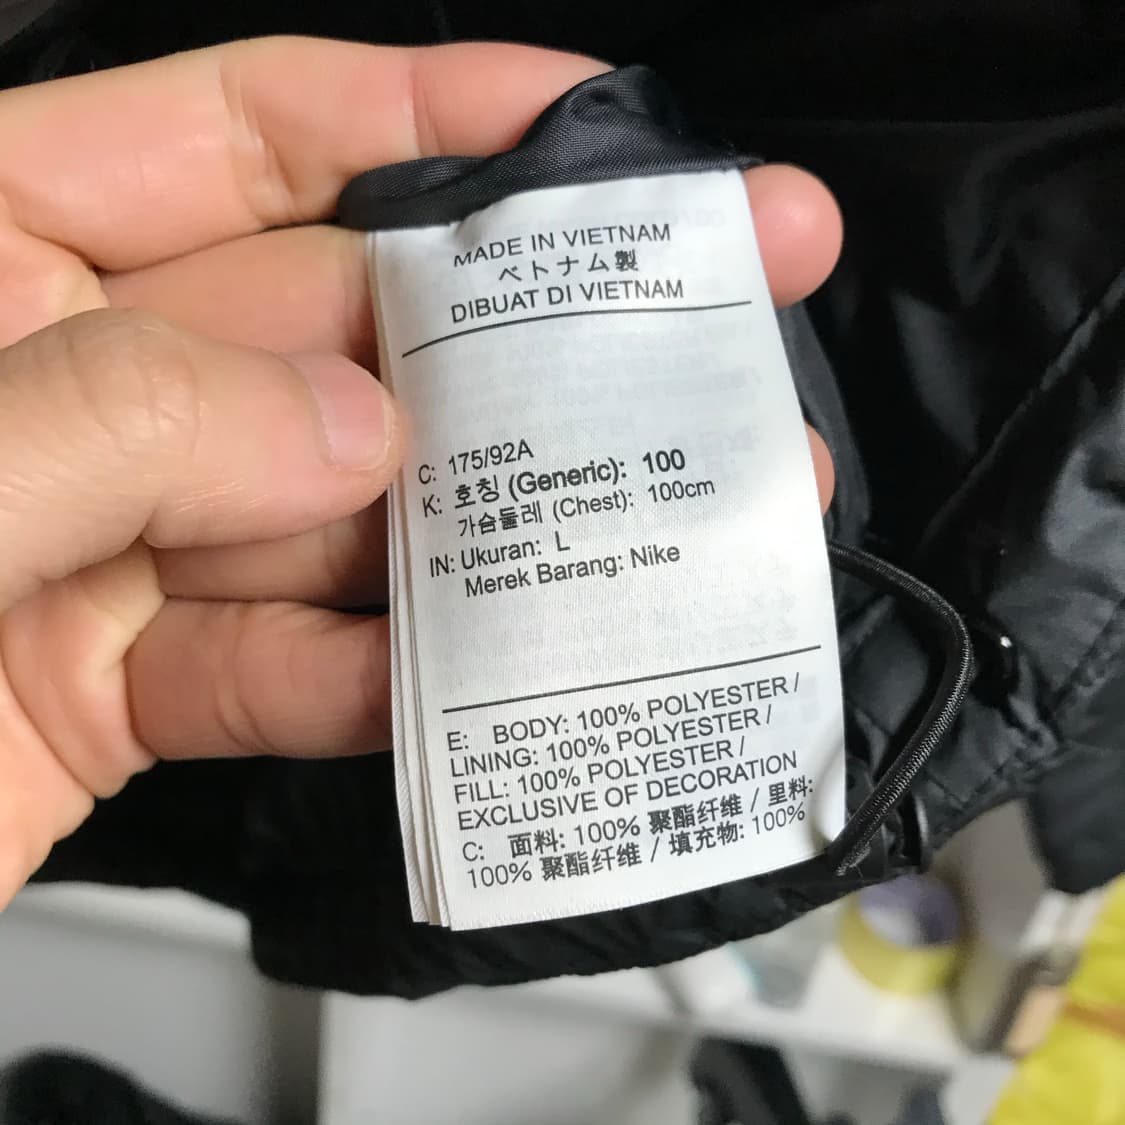 MADE IN VIETNAM
ベトナム製
DIBUAT DI VIETNAM
C: 175/92A
K: 호칭 (Generic): 100
가슴둘레 (Chest): 100cm
IN: Ukuran: L
Merek Barang: Nike
E: BODY: 100% POLYESTER /
LINING: 100% POLYESTER /
FILL: 100% POLYESTER /
EXCLUSIVE OF DECORATION
C: 面料: 100% 聚酯纤维 / 里料:
100% 聚酯纤维 / 填充物: 100%